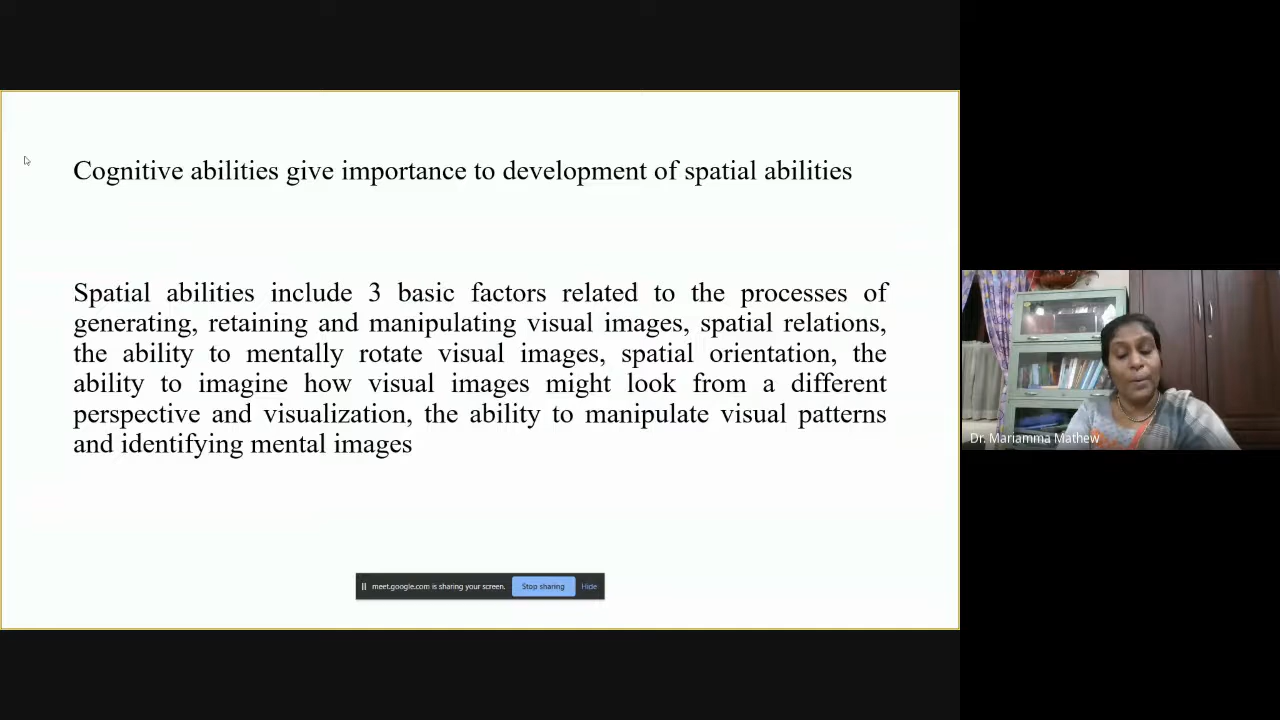 Cognitive abilities give importance to development of spatial abilities
Spatial abilities include 3 basic factors related to the processes of
generating, retaining and manipulating visual images, spatial relations,
the ability to mentally rotate visual images, spatial orientation, the
ability to imagine how visual images might look from a different
perspective and visualization, the ability to manipulate visual patterns
and identifying mental images
meet.google.com is sharing your screen. Stop sharing Hide
Dr. Mariamma Mathew